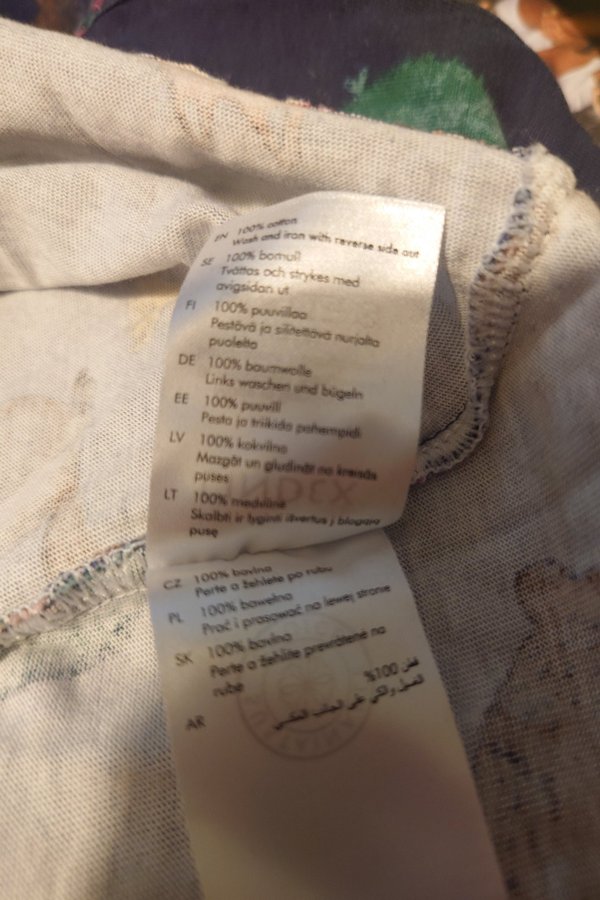 EN 100% cotton
Wash and iron with reverse side out
SE 100% bomull
Tvättas och strykes med
avigsidan ut
FI 100% puuvillaa
Pestävä ja silitettävä nurjalta
puolelta
DE 100% baumwolle
Links waschen und bügeln
EE 100% puuvill
Pesta ja triikida pahempidi
LV 100% kokvilna
Mazgāt un gludināt no kreisās
puses
LT 100% medvilnė
Skalbti ir lyginti išvertus į blogąją
pusę
CZ 100% bavlna
Perte a žehlete po rubu
PL 100% bawełna
Prać i prasować na lewej stronie
SK 100% bavlna
Perte a žehlite prevrátené na
rube
AR قطن 100%
الغسيل والكي على الجانب العكسي